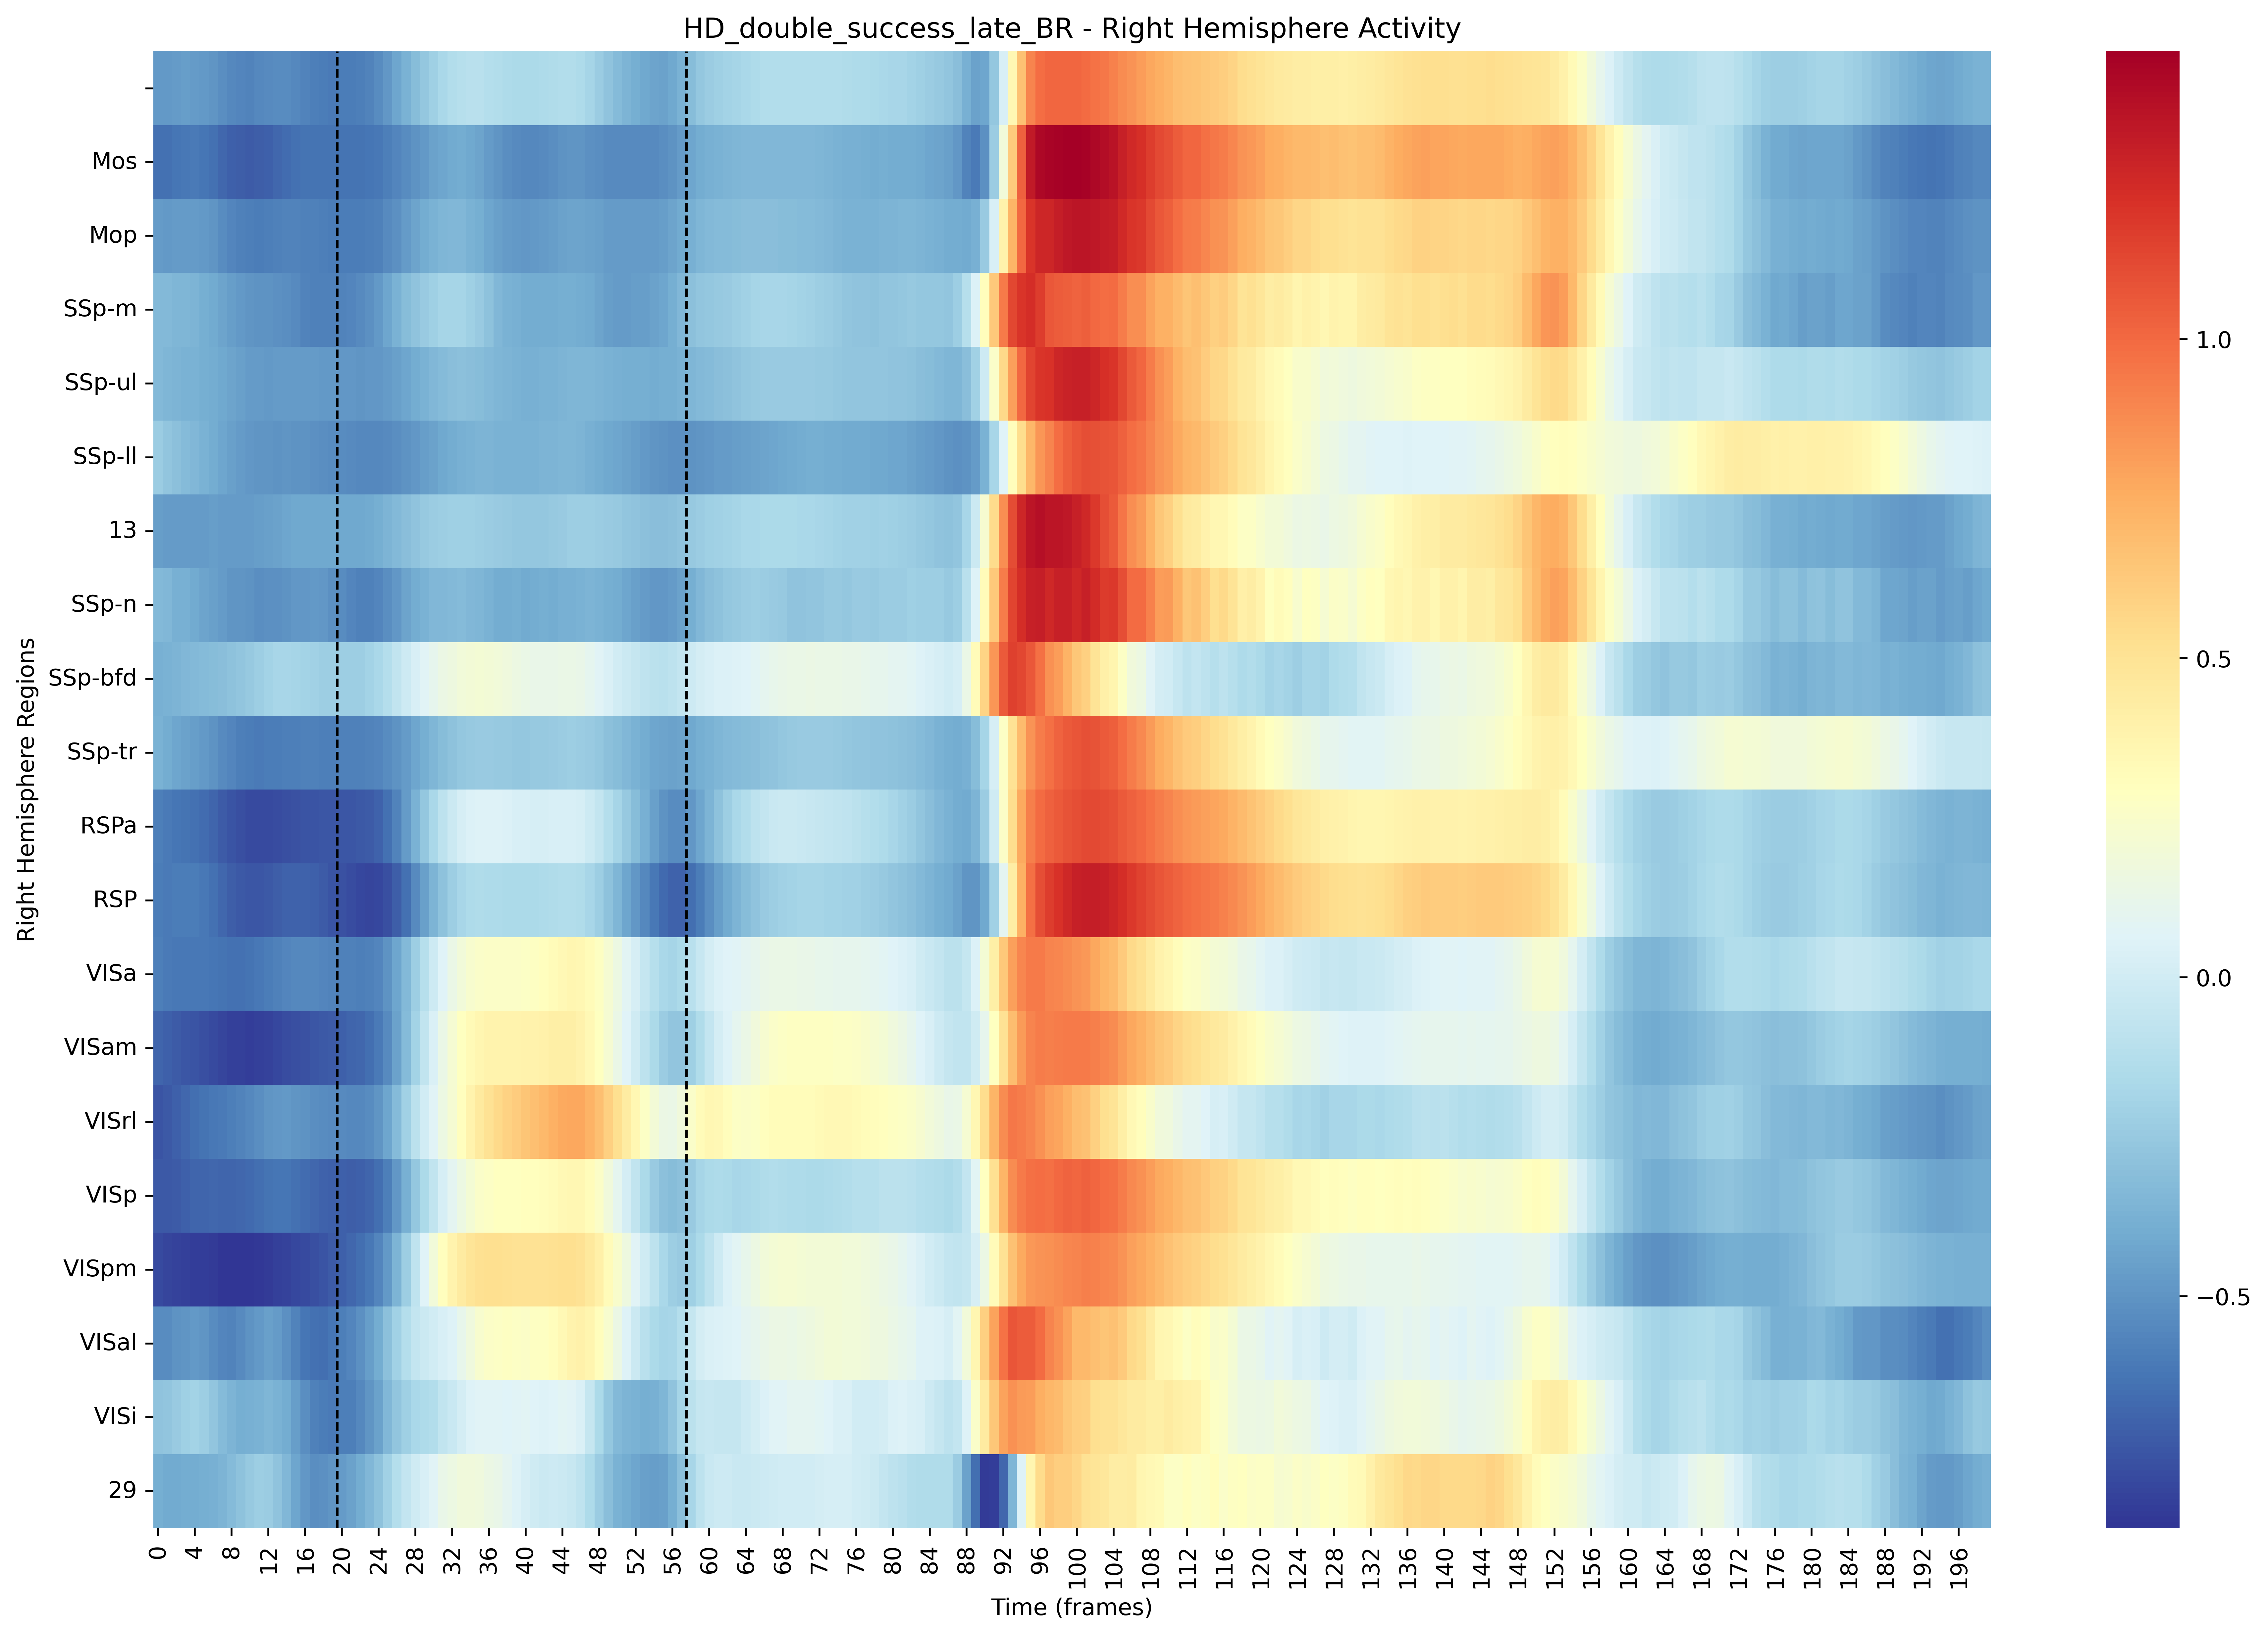 HD_double_success_late_BR - Right Hemisphere Activity
Right Hemisphere Regions
Mos
Mop
SSp-m
SSp-ul
SSp-ll
13
SSp-n
SSp-bfd
SSp-tr
RSPa
RSP
VISa
VISam
VISrl
VISp
VISpm
VISal
VISi
29
0 4 8 12 16 20 24 28 32 36 40 44 48 52 56 60 64 68 72 76 80 84 88 92 96 100 104 108 112 116 120 124 128 132 136 140 144 148 152 156 160 164 168 172 176 180 184 188 192 196
Time (frames)
1.0
0.5
0.0
−0.5